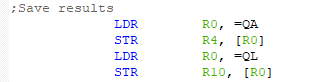 ;Save results
LDR R0, =QA
STR R4, [R0]
LDR R0, =QL
STR R10, [R0]